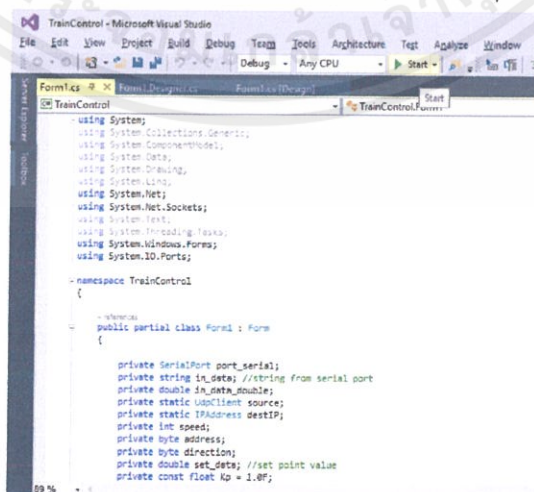 TrainControl - Microsoft Visual Studio
File Edit View Project Build Debug Team Tools Architecture Test Analyze Window
Debug Any CPU Start
Form1.cs Form1.Designer.cs Form1.cs [Design]
Start
TrainControl TrainControl.Form1
Server Explorer
Toolbox
using System;
using System.Collections.Generic;
using System.ComponentModel;
using System.Data;
using System.Drawing;
using System.Linq;
using System.Net;
using System.Net.Sockets;
using System.Text;
using System.Threading.Tasks;
using System.Windows.Forms;
using System.IO.Ports;
namespace TrainControl
{
references
public partial class Form1 : Form
{
private SerialPort port_serial;
private string in_data; //string from serial port
private double in_data_double;
private static UdpClient source;
private static IPAddress destIP;
private int speed;
private byte address;
private byte direction;
private double set_data; //set point value
private const float Kp = 1.0F;
89 %